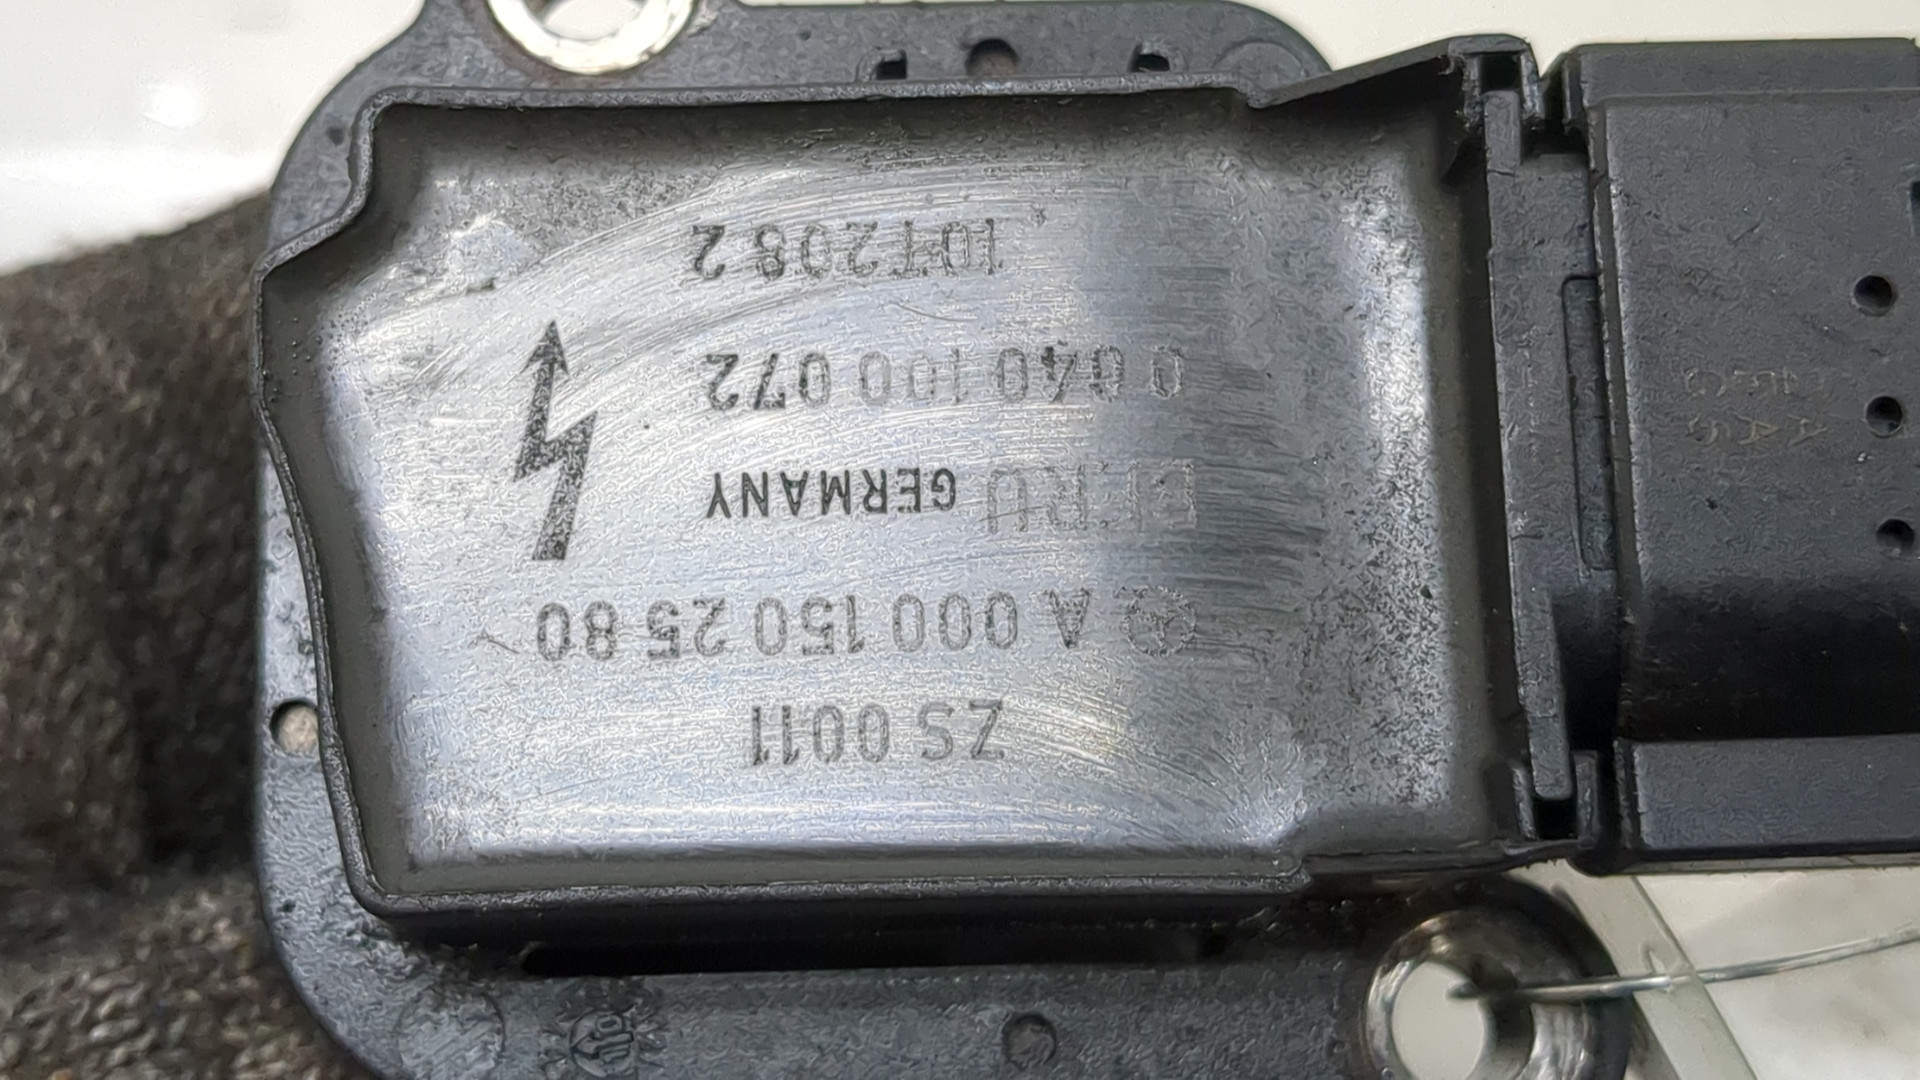 ZS 0011
A 000 150 25 80
BERU GERMANY
0 040 100 072
10T208 2